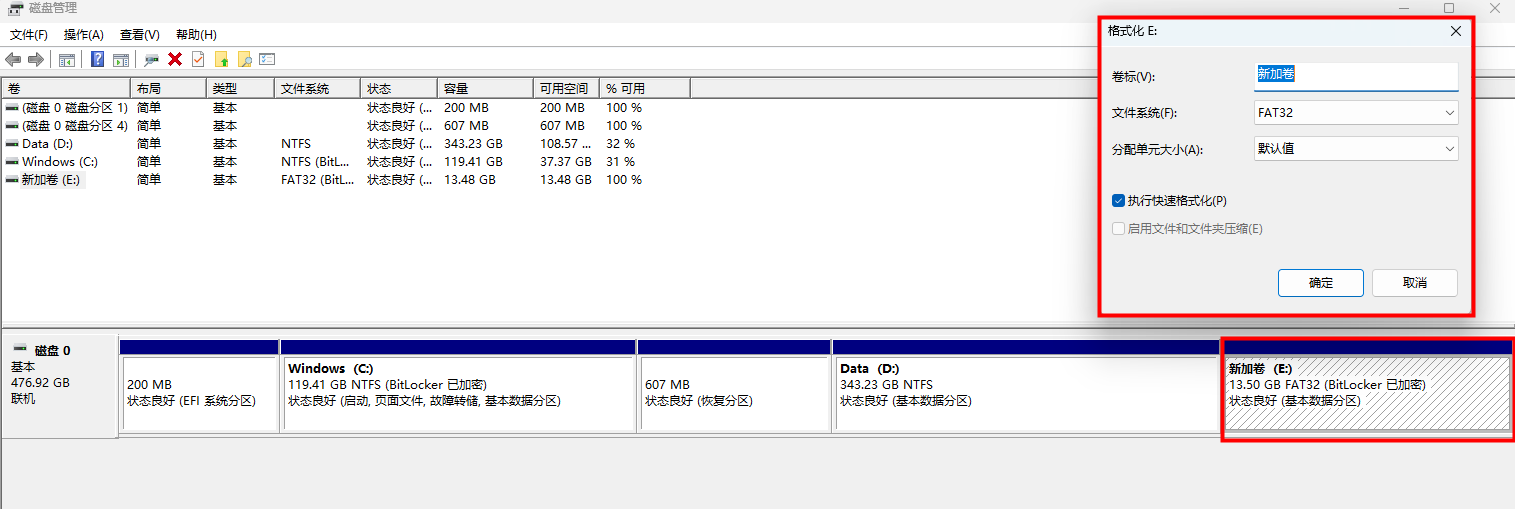 磁盘管理
文件(F) 操作(A) 查看(V) 帮助(H)
卷 布局 类型 文件系统 状态 容量 可用空间 % 可用
(磁盘 0 磁盘分区 1) 简单 基本 状态良好 (... 200 MB 200 MB 100 %
(磁盘 0 磁盘分区 4) 简单 基本 状态良好 (... 607 MB 607 MB 100 %
Data (D:) 简单 基本 NTFS 状态良好 (... 343.23 GB 108.57 ... 32 %
Windows (C:) 简单 基本 NTFS (BitL... 状态良好 (... 119.41 GB 37.37 GB 31 %
新加卷 (E:) 简单 基本 FAT32 (BitL... 状态良好 (... 13.48 GB 13.48 GB 100 %
格式化 E:
卷标(V): 新加卷
文件系统(F): FAT32
分配单元大小(A): 默认值
执行快速格式化(P)
启用文件和文件夹压缩(E)
确定 取消
磁盘 0
基本
476.92 GB
联机
200 MB
状态良好 (EFI 系统分区)
Windows (C:)
119.41 GB NTFS (BitLocker 已加密)
状态良好 (启动, 页面文件, 故障转储, 基本数据分区)
607 MB
状态良好 (恢复分区)
Data (D:)
343.23 GB NTFS
状态良好 (基本数据分区)
新加卷 (E:)
13.50 GB FAT32 (BitLocker 已加密)
状态良好 (基本数据分区)